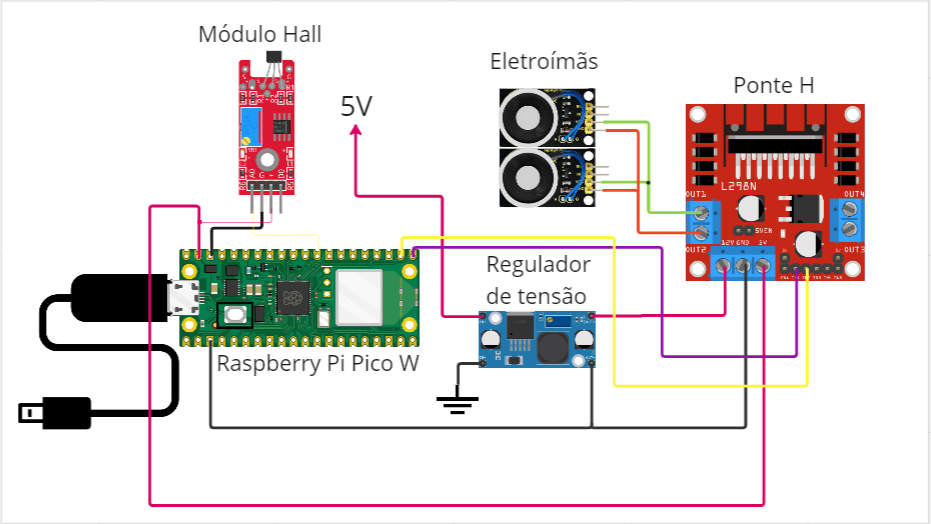 Módulo Hall
Eletroímãs
Ponte H
5V
L298N
OUT1
OUT4
5VEN
OUT2
OUT3
12V GND 5V
Regulador
de tensão
Raspberry Pi Pico W